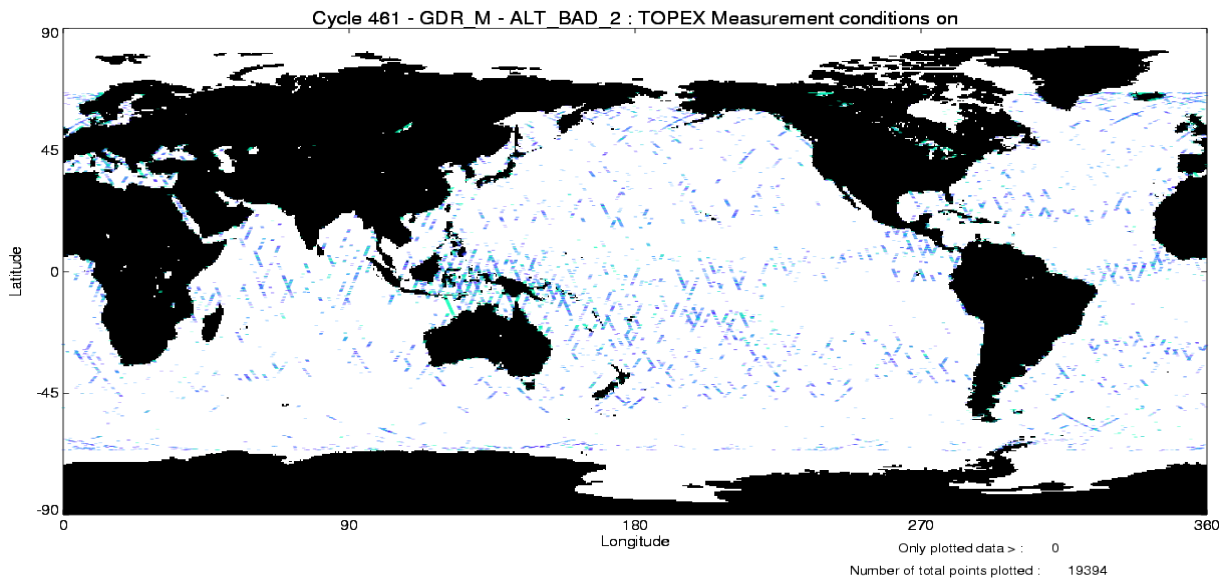 Cycle 461 - GDR_M - ALT_BAD_2 : TOPEX Measurement conditions on
90
45
0
-45
-90
Latitude
0 90 180 270 360
Longitude
Only plotted data > : 0
Number of total points plotted : 19394